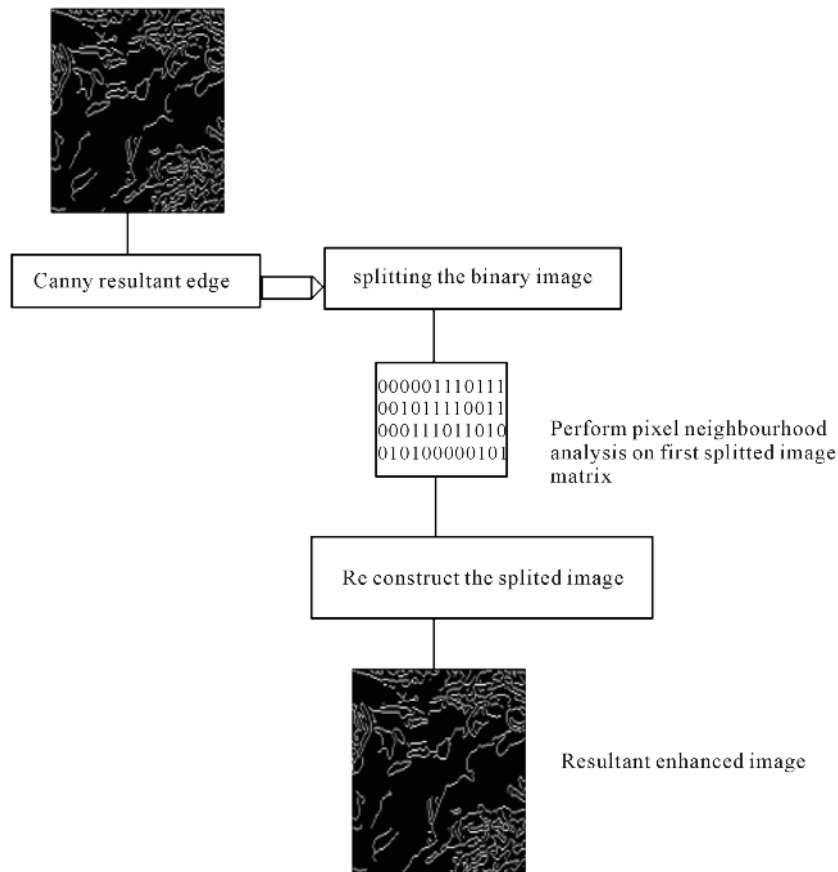 Canny resultant edge
splitting the binary image
000001110111
001011110011
000111011010
010100000101
Perform pixel neighbourhood
analysis on first splitted image
matrix
Re construct the splited image
Resultant enhanced image